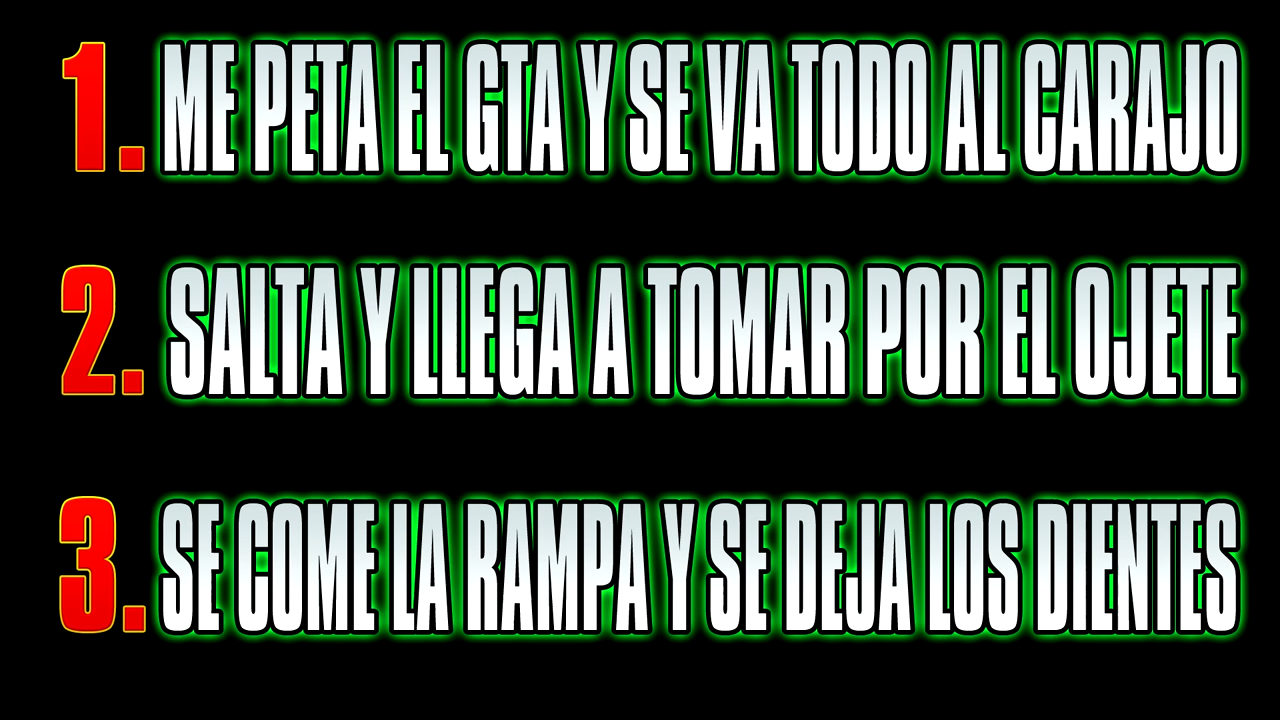 1. ME PETA EL GTA Y SE VA TODO AL CARAJO
2. SALTA Y LLEGA A TOMAR POR EL OJETE
3. SE COME LA RAMPA Y SE DEJA LOS DIENTES